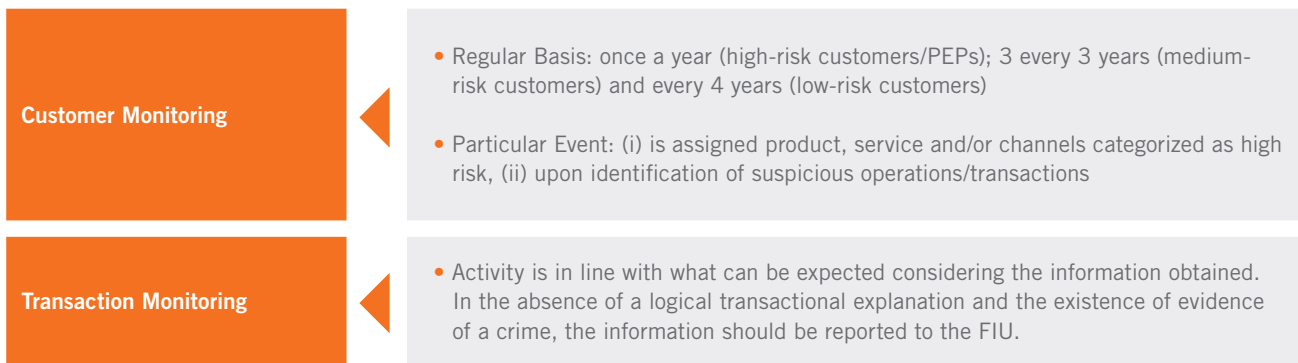 Customer Monitoring
• Regular Basis: once a year (high-risk customers/PEPs); 3 every 3 years (medium-
risk customers) and every 4 years (low-risk customers)
• Particular Event: (i) is assigned product, service and/or channels categorized as high
risk, (ii) upon identification of suspicious operations/transactions
Transaction Monitoring
• Activity is in line with what can be expected considering the information obtained.
In the absence of a logical transactional explanation and the existence of evidence
of a crime, the information should be reported to the FIU.